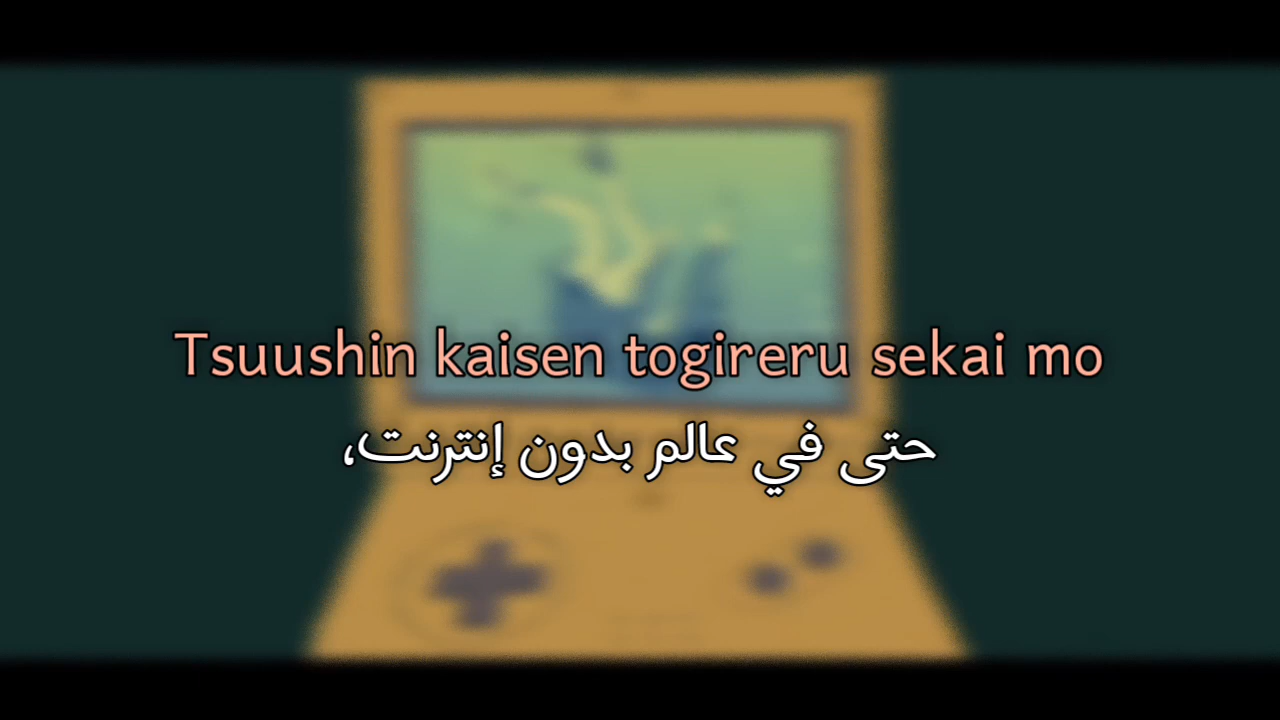 Tsuushin kaisen togireru sekai mo
حتى في عالم بدون إنترنت،